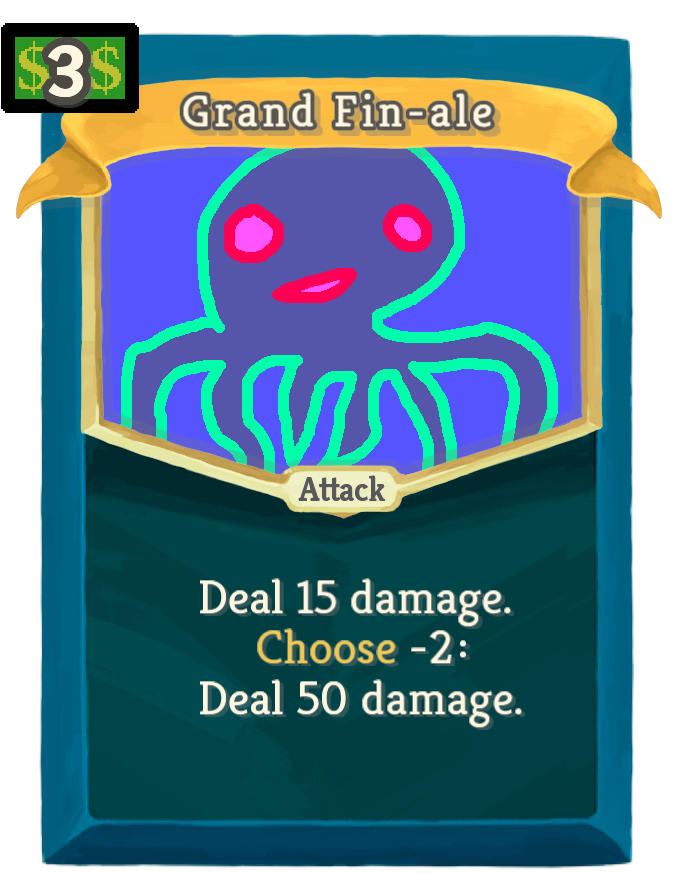 $3$
Grand Fin-ale
Attack
Deal 15 damage.
Choose -2:
Deal 50 damage.